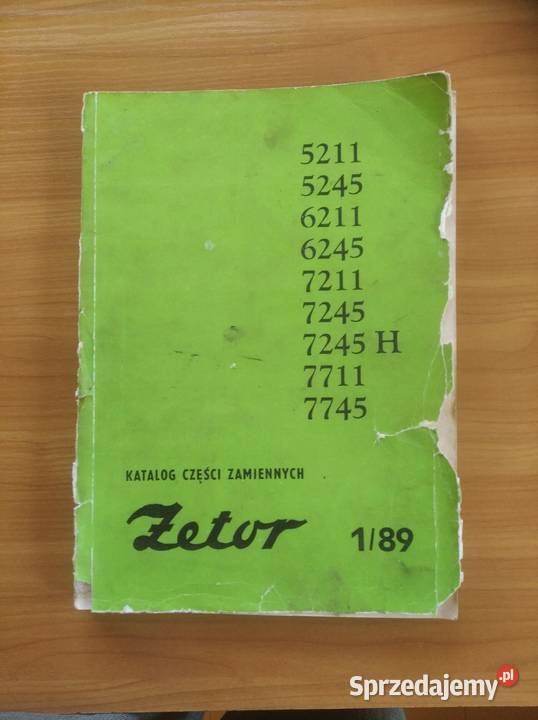 5211
5245
6211
6245
7211
7245
7245 H
7711
7745
KATALOG CZĘŚCI ZAMIENNYCH
Zetor 1/89
Sprzedajemy.pl